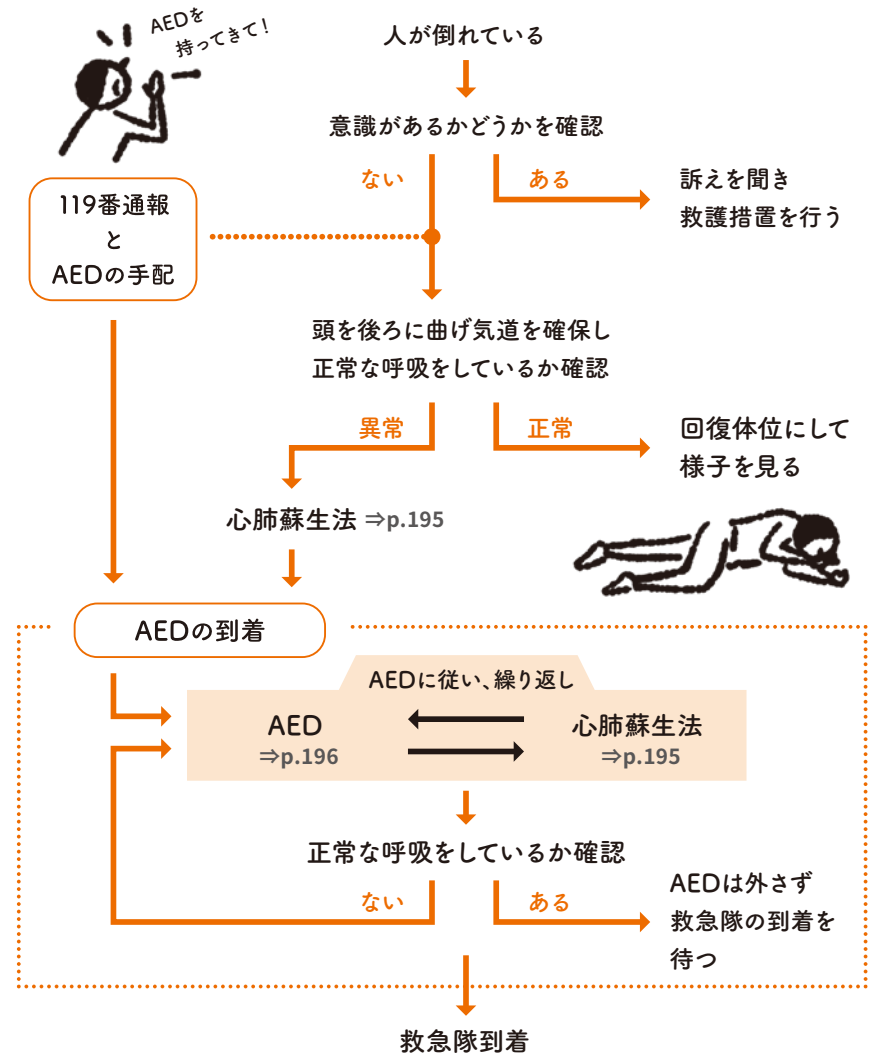 AEDを
持ってきて！
人が倒れている
意識があるかどうかを確認
ない
ある
訴えを聞き
救護措置を行う
119番通報
と
AEDの手配
頭を後ろに曲げ気道を確保し
正常な呼吸をしているか確認
異常
正常
回復体位にして
様子を見る
心肺蘇生法 ⇒p.195
AEDの到着
AEDに従い、繰り返し
AED
⇒p.196
心肺蘇生法
⇒p.195
正常な呼吸をしているか確認
ない
ある
AEDは外さず
救急隊の到着を
待つ
救急隊到着